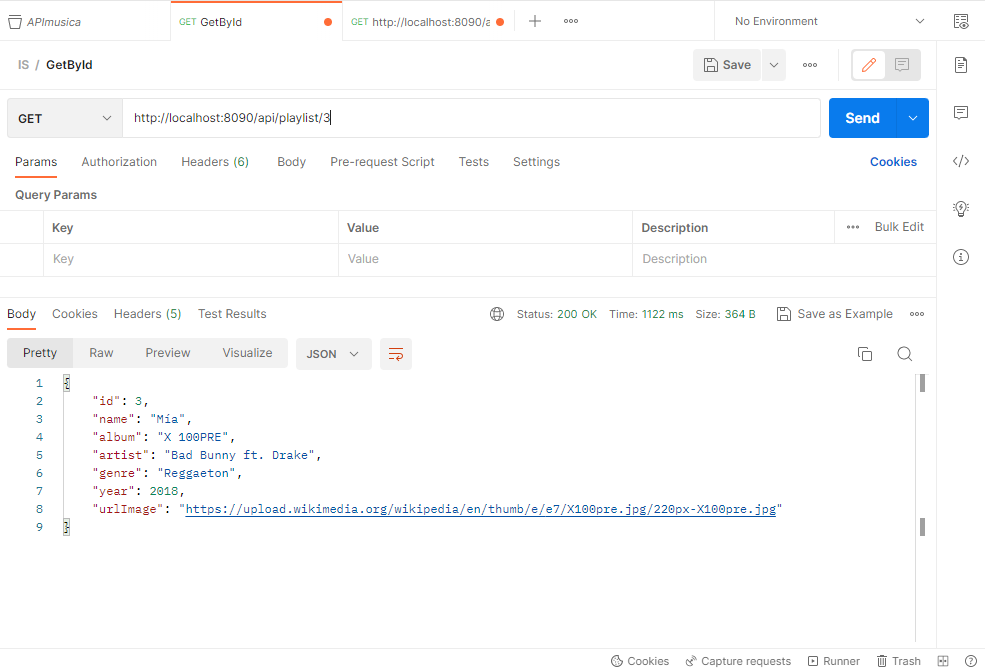 APImusica GET GetById GET http://localhost:8090/a No Environment
IS / GetById Save
GET http://localhost:8090/api/playlist/3 Send
Params Authorization Headers (6) Body Pre-request Script Tests Settings Cookies
Query Params
Key Value Description Bulk Edit
Key Value Description
Body Cookies Headers (5) Test Results Status: 200 OK Time: 1122 ms Size: 364 B Save as Example
Pretty Raw Preview Visualize JSON
1 {
2 "id": 3,
3 "name": "Mía",
4 "album": "X 100PRE",
5 "artist": "Bad Bunny ft. Drake",
6 "genre": "Reggaeton",
7 "year": 2018,
8 "urlImage": "https://upload.wikimedia.org/wikipedia/en/thumb/e/e7/X100pre.jpg/220px-X100pre.jpg"
9 }
Cookies Capture requests Runner Trash